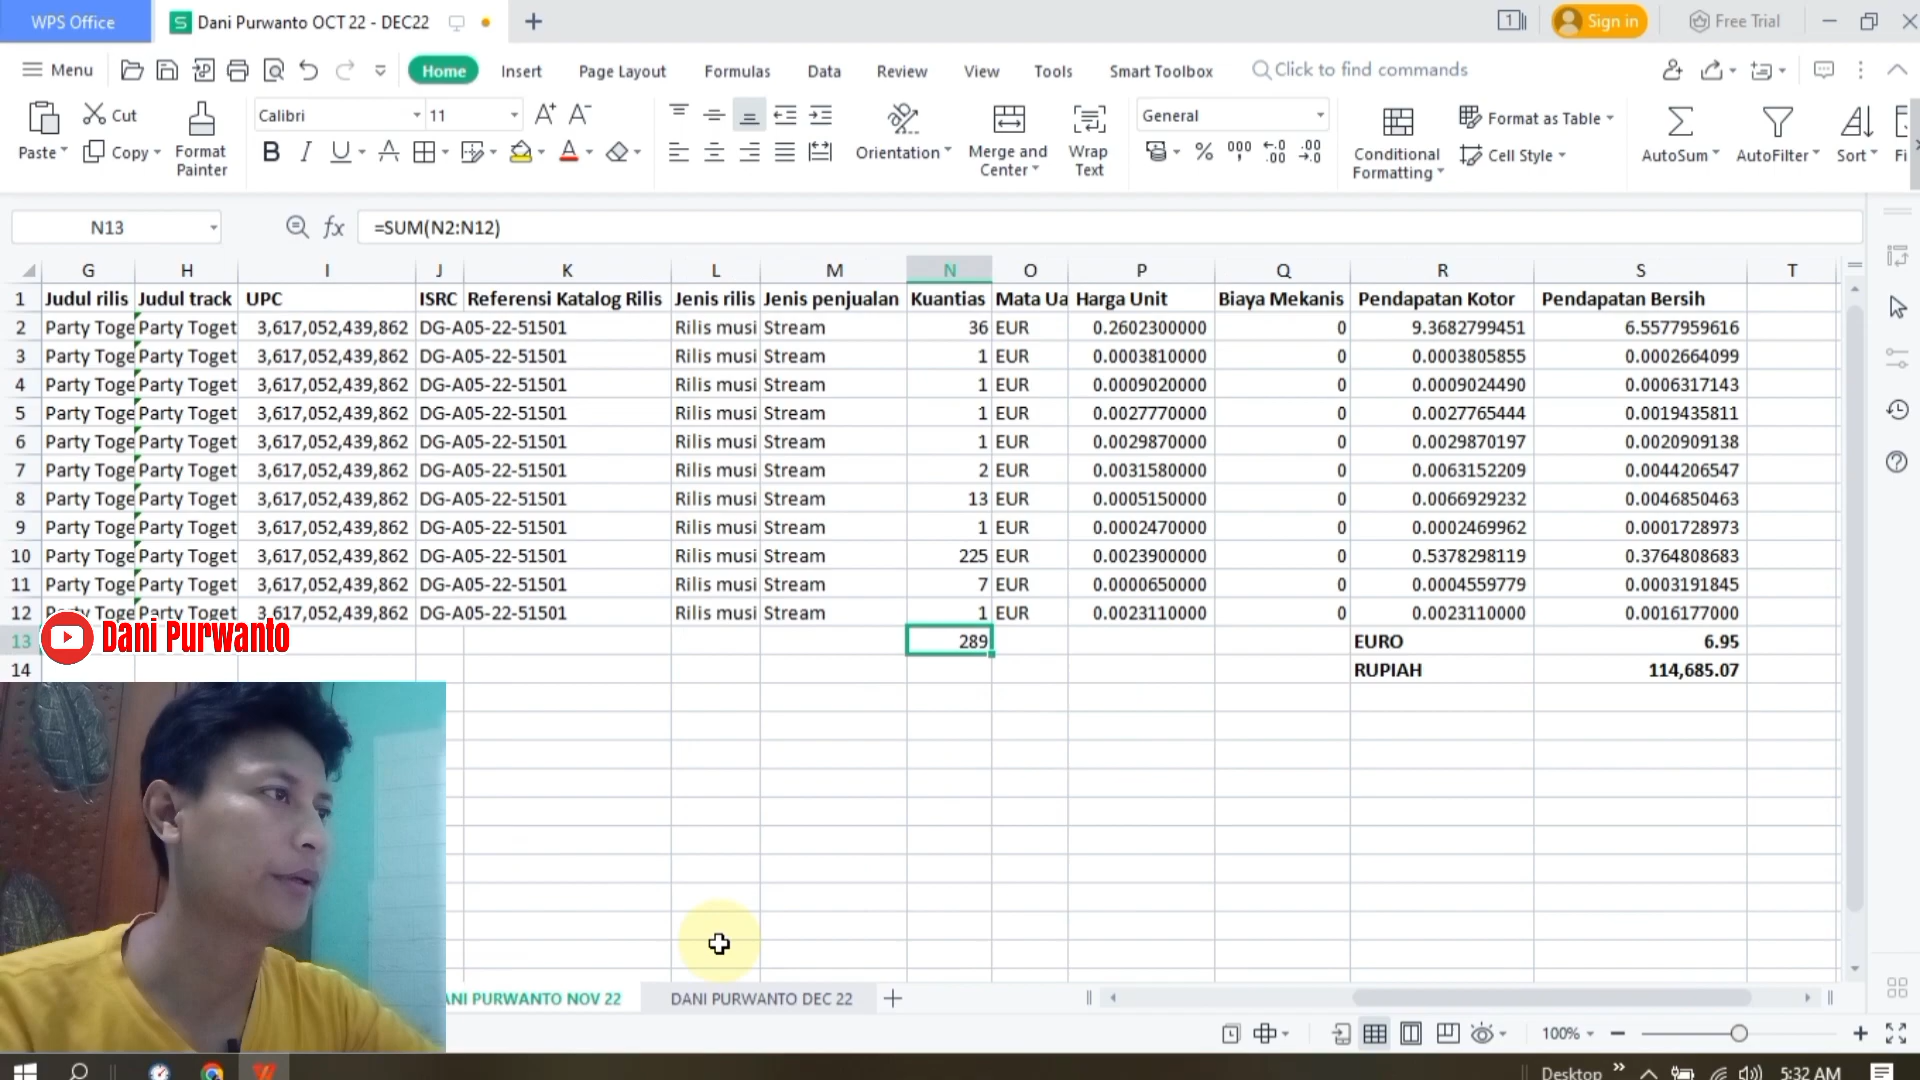 WPS Office
Dani Purwanto OCT 22 - DEC22
1
Sign in
Free Trial
Menu
Home
Insert
Page Layout
Formulas
Data
Review
View
Tools
Smart Toolbox
Click to find commands
Paste
Cut
Copy
Format Painter
Calibri
11
Orientation
Merge and Center
Wrap Text
General
Conditional Formatting
Format as Table
Cell Style
AutoSum
AutoFilter
Sort
Fi
N13
=SUM(N2:N12)
G H I J K L M N O P Q R S T
1 Judul rilis Judul track UPC ISRC Referensi Katalog Rilis Jenis rilis Jenis penjualan Kuantias Mata Ua Harga Unit Biaya Mekanis Pendapatan Kotor Pendapatan Bersih
2 Party Toge Party Toget 3,617,052,439,862 DG-A05-22-51501 Rilis musi Stream 36 EUR 0.2602300000 0 9.3682799451 6.5577959616
3 Party Toge Party Toget 3,617,052,439,862 DG-A05-22-51501 Rilis musi Stream 1 EUR 0.0003810000 0 0.0003805855 0.0002664099
4 Party Toge Party Toget 3,617,052,439,862 DG-A05-22-51501 Rilis musi Stream 1 EUR 0.0009020000 0 0.0009024490 0.0006317143
5 Party Toge Party Toget 3,617,052,439,862 DG-A05-22-51501 Rilis musi Stream 1 EUR 0.0027770000 0 0.0027765444 0.0019435811
6 Party Toge Party Toget 3,617,052,439,862 DG-A05-22-51501 Rilis musi Stream 1 EUR 0.0029870000 0 0.0029870197 0.0020909138
7 Party Toge Party Toget 3,617,052,439,862 DG-A05-22-51501 Rilis musi Stream 2 EUR 0.0031580000 0 0.0063152209 0.0044206547
8 Party Toge Party Toget 3,617,052,439,862 DG-A05-22-51501 Rilis musi Stream 13 EUR 0.0005150000 0 0.0066929232 0.0046850463
9 Party Toge Party Toget 3,617,052,439,862 DG-A05-22-51501 Rilis musi Stream 1 EUR 0.0002470000 0 0.0002469962 0.0001728973
10 Party Toge Party Toget 3,617,052,439,862 DG-A05-22-51501 Rilis musi Stream 225 EUR 0.0023900000 0 0.5378298119 0.3764808683
11 Party Toge Party Toget 3,617,052,439,862 DG-A05-22-51501 Rilis musi Stream 7 EUR 0.0000650000 0 0.0004559779 0.0003191845
12 Party Toge Party Toget 3,617,052,439,862 DG-A05-22-51501 Rilis musi Stream 1 EUR 0.0023110000 0 0.0023110000 0.0016177000
13 289 EURO 6.95
Dani Purwanto
14 RUPIAH 114,685.07
ANI PURWANTO NOV 22
DANI PURWANTO DEC 22
100%
Desktop
5:32 AM